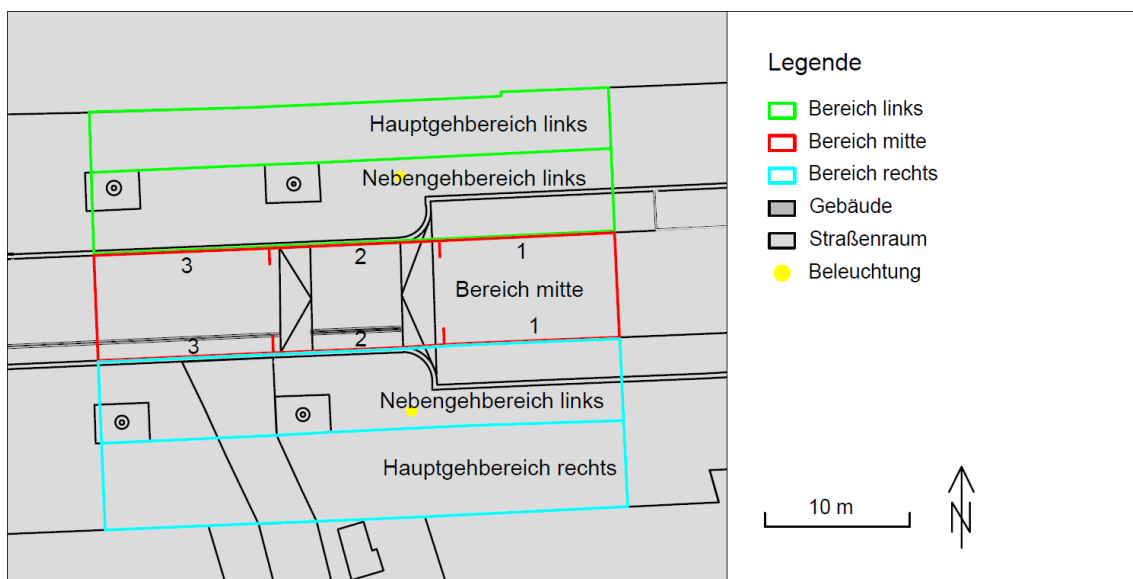 Hauptgehbereich links
Nebengehbereich links
3
2
1
Bereich mitte
1
2
3
Nebengehbereich links
Hauptgehbereich rechts
Legende
Bereich links
Bereich mitte
Bereich rechts
Gebäude
Straßenraum
Beleuchtung
10 m
N